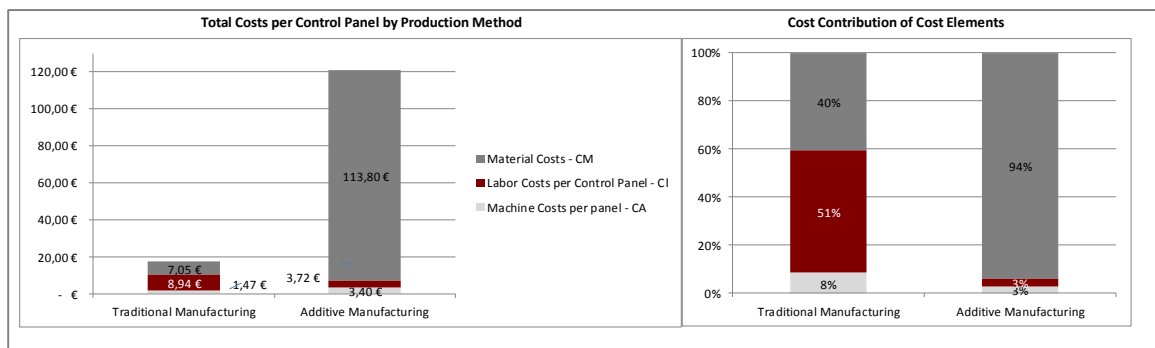 Total Costs per Control Panel by Production Method
120,00 €
100,00 €
80,00 €
60,00 €
40,00 €
20,00 €
- €
7,05 €
8,94 €
1,47 €
113,80 €
3,72 €
3,40 €
Traditional Manufacturing
Additive Manufacturing
Material Costs - CM
Labor Costs per Control Panel - Cl
Machine Costs per panel - CA
Cost Contribution of Cost Elements
100%
80%
60%
40%
20%
0%
40%
51%
8%
94%
3%
3%
Traditional Manufacturing
Additive Manufacturing